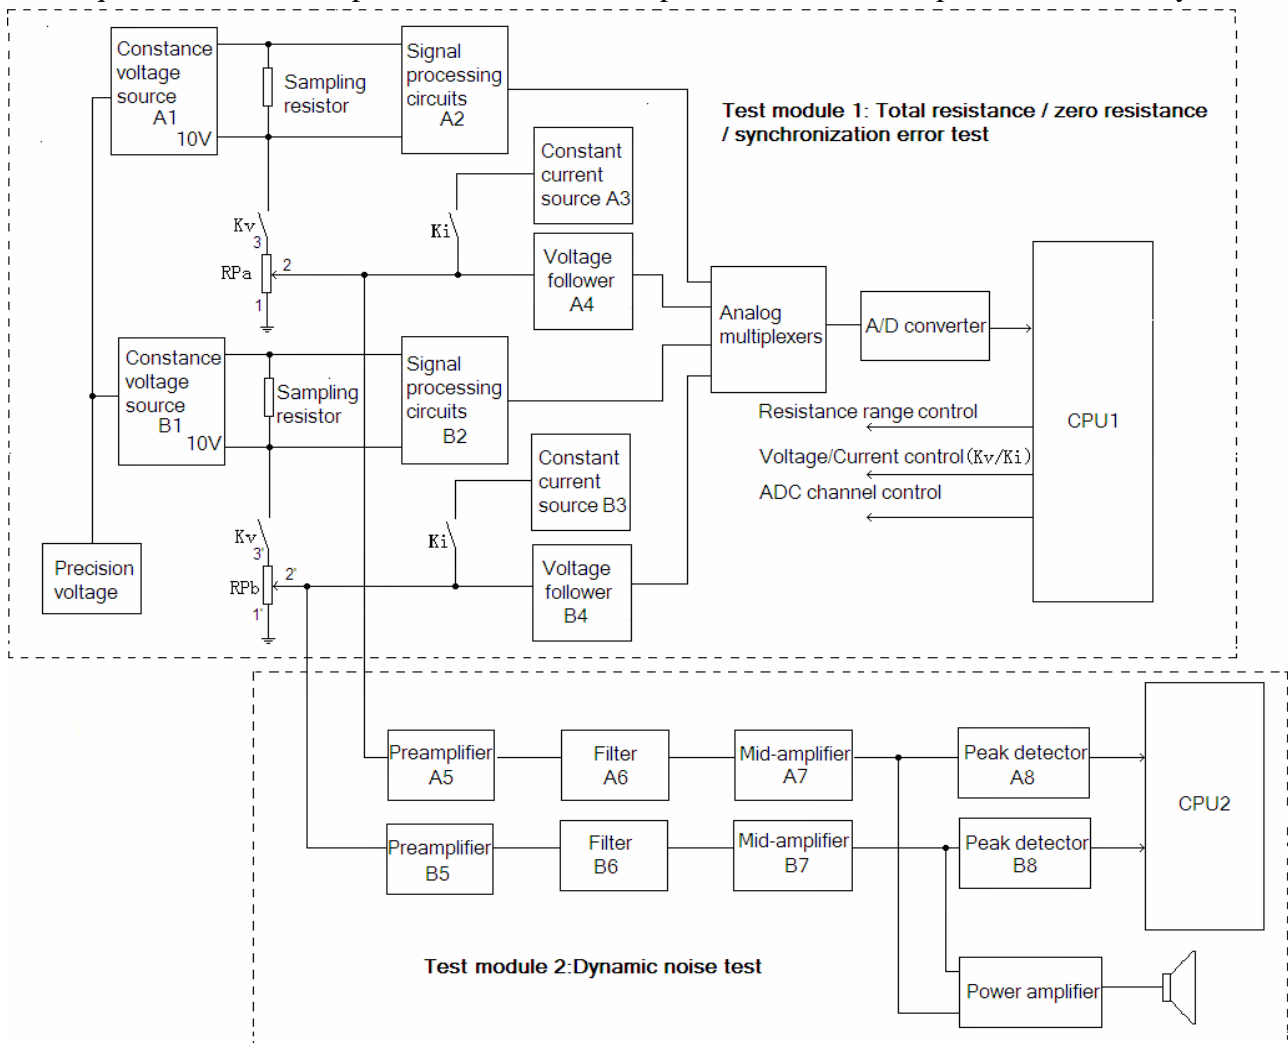 Constance
voltage
source
A1
10V
Sampling
resistor
Signal
processing
circuits
A2
Test module 1: Total resistance / zero resistance
/ synchronization error test
Constant
current
source A3
Kv
3
Ki
RPa
2
1
Voltage
follower
A4
Analog
multiplexers
A/D converter
CPU1
Constance
voltage
source
B1
10V
Sampling
resistor
Signal
processing
circuits
B2
Resistance range control
Voltage/Current control(Kv/Ki)
ADC channel control
Constant
current
source B3
Kv
3'
Ki
RPb
2'
1'
Voltage
follower
B4
Precision
voltage
Preamplifier
A5
Filter
A6
Mid-amplifier
A7
Peak detector
A8
CPU2
Preamplifier
B5
Filter
B6
Mid-amplifier
B7
Peak detector
B8
Test module 2:Dynamic noise test
Power amplifier